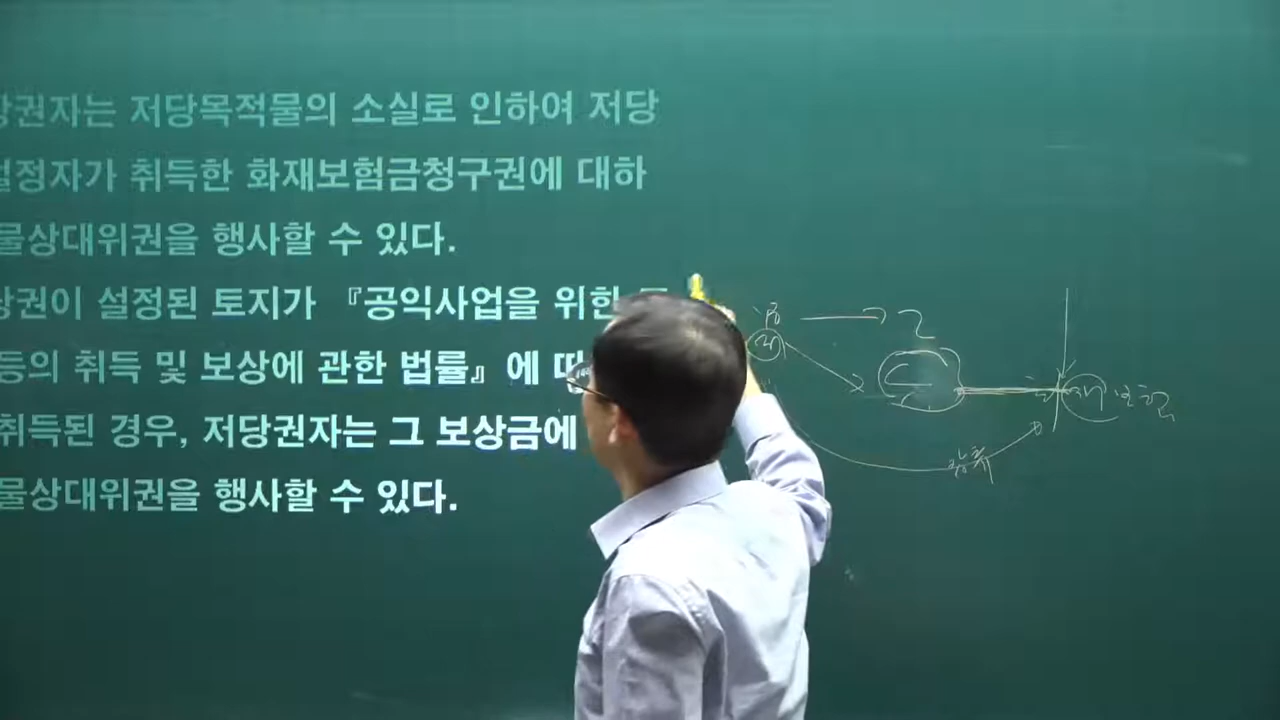 당권자는 저당목적물의 소실로 인하여 저당
설정자가 취득한 화재보험금청구권에 대하
물상대위권을 행사할 수 있다.
당권이 설정된 토지가 『공익사업을 위한
등의 취득 및 보상에 관한 법률』에 따
취득된 경우, 저당권자는 그 보상금에
물상대위권을 행사할 수 있다.
압류